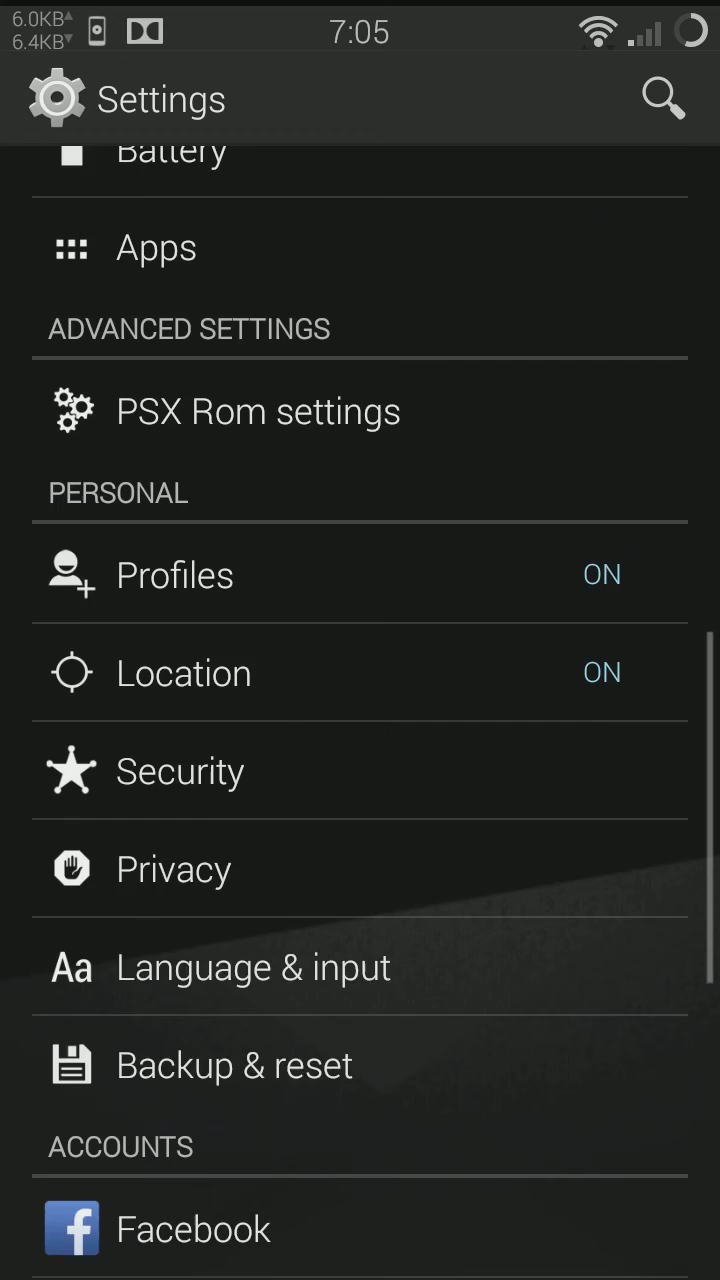 6.0KB
6.4KB
7:05
Settings
Battery
Apps
ADVANCED SETTINGS
PSX Rom settings
PERSONAL
Profiles ON
Location ON
Security
Privacy
Aa Language & input
Backup & reset
ACCOUNTS
f Facebook